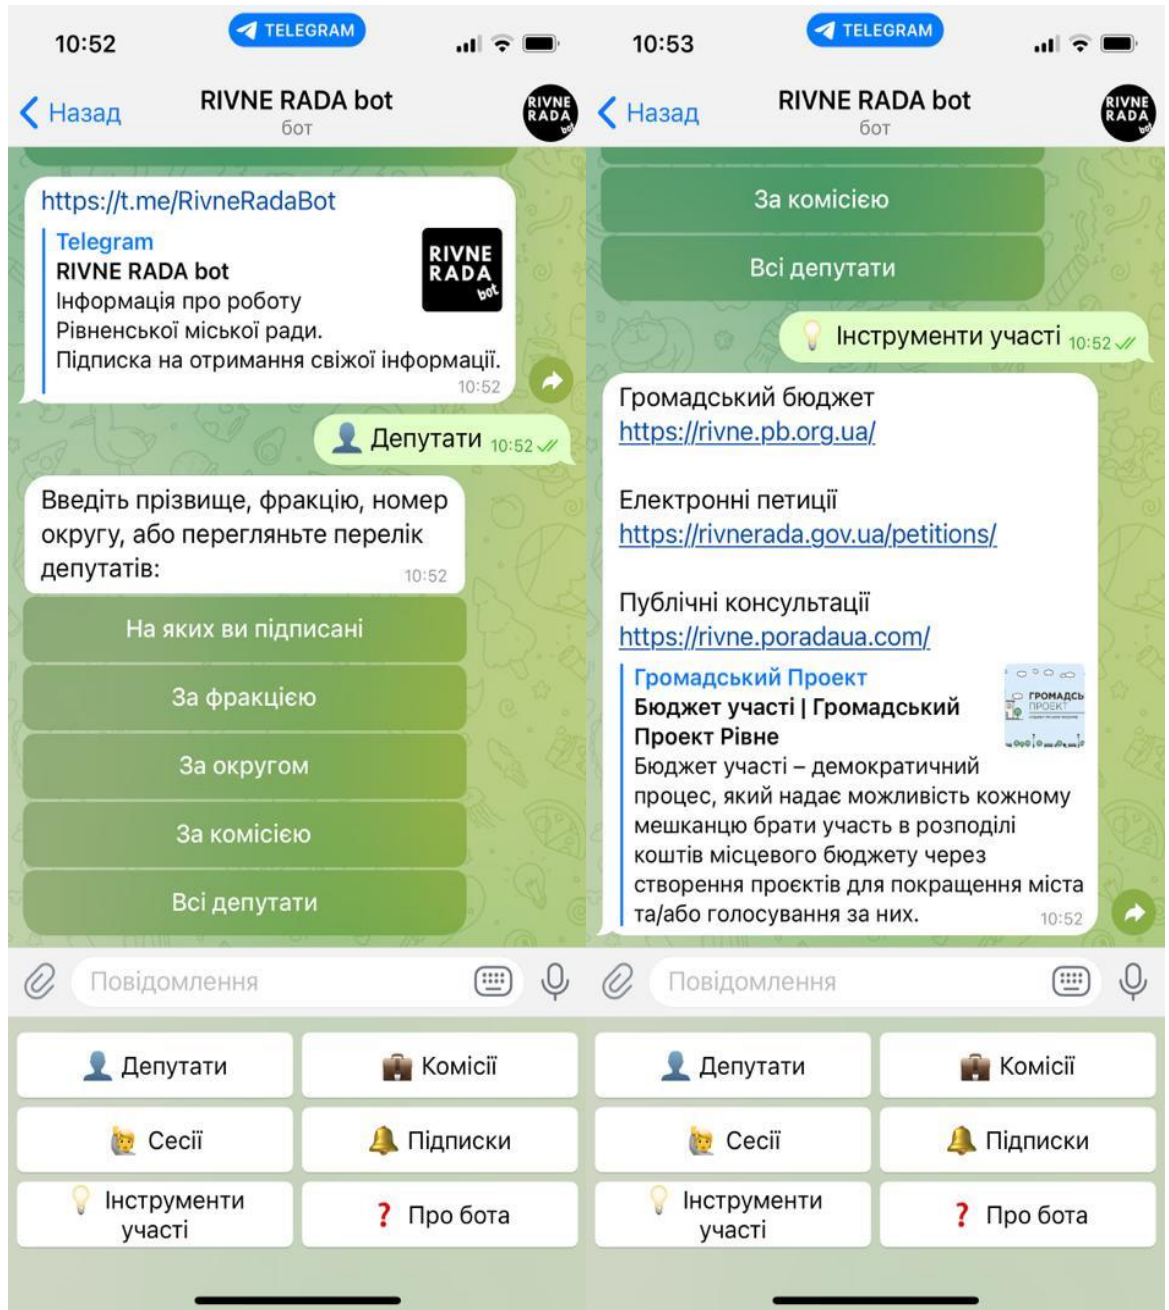 10:52
TELEGRAM
Назад
RIVNE RADA bot
бот
RIVNE
RADA
bot
https://t.me/RivneRadaBot
Telegram
RIVNE RADA bot
Інформація про роботу
Рівненської міської ради.
Підписка на отримання свіжої інформації.
10:52
RIVNE
RADA
bot
👤 Депутати 10:52
Введіть прізвище, фракцію, номер
округу, або перегляньте перелік
депутатів:
10:52
На яких ви підписані
За фракцією
За округом
За комісією
Всі депутати
Повідомлення
👤 Депутати
💼 Комісії
🙋 Сесії
🔔 Підписки
💡 Інструменти
участі
❓ Про бота
10:53
TELEGRAM
Назад
RIVNE RADA bot
бот
RIVNE
RADA
bot
За комісією
Всі депутати
💡 Інструменти участі 10:52
Громадський бюджет
https://rivne.pb.org.ua/
Електронні петиції
https://rivnerada.gov.ua/petitions/
Публічні консультації
https://rivne.poradaua.com/
Громадський Проект
Бюджет участі | Громадський
Проект Рівне
Бюджет участі – демократичний
процес, який надає можливість кожному
мешканцю брати участь в розподілі
коштів місцевого бюджету через
створення проєктів для покращення міста
та/або голосування за них.
10:52
ГРОМАДСЬ
ПРОЕКТ
Повідомлення
👤 Депутати
💼 Комісії
🙋 Сесії
🔔 Підписки
💡 Інструменти
участі
❓ Про бота